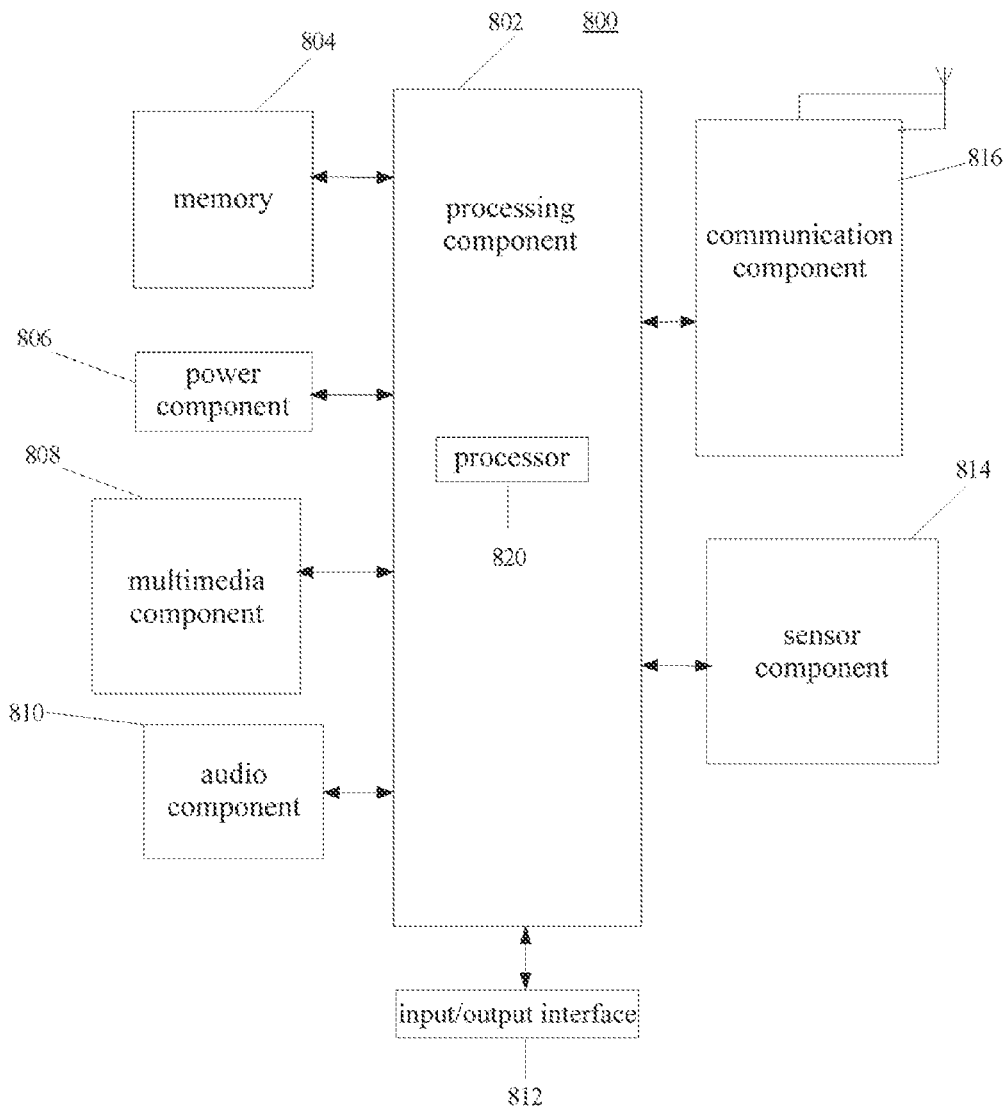 802
800
804
memory
processing
component
816
communication
component
806
power
component
processor
820
808
multimedia
component
814
sensor
component
810
audio
component
input/output interface
812